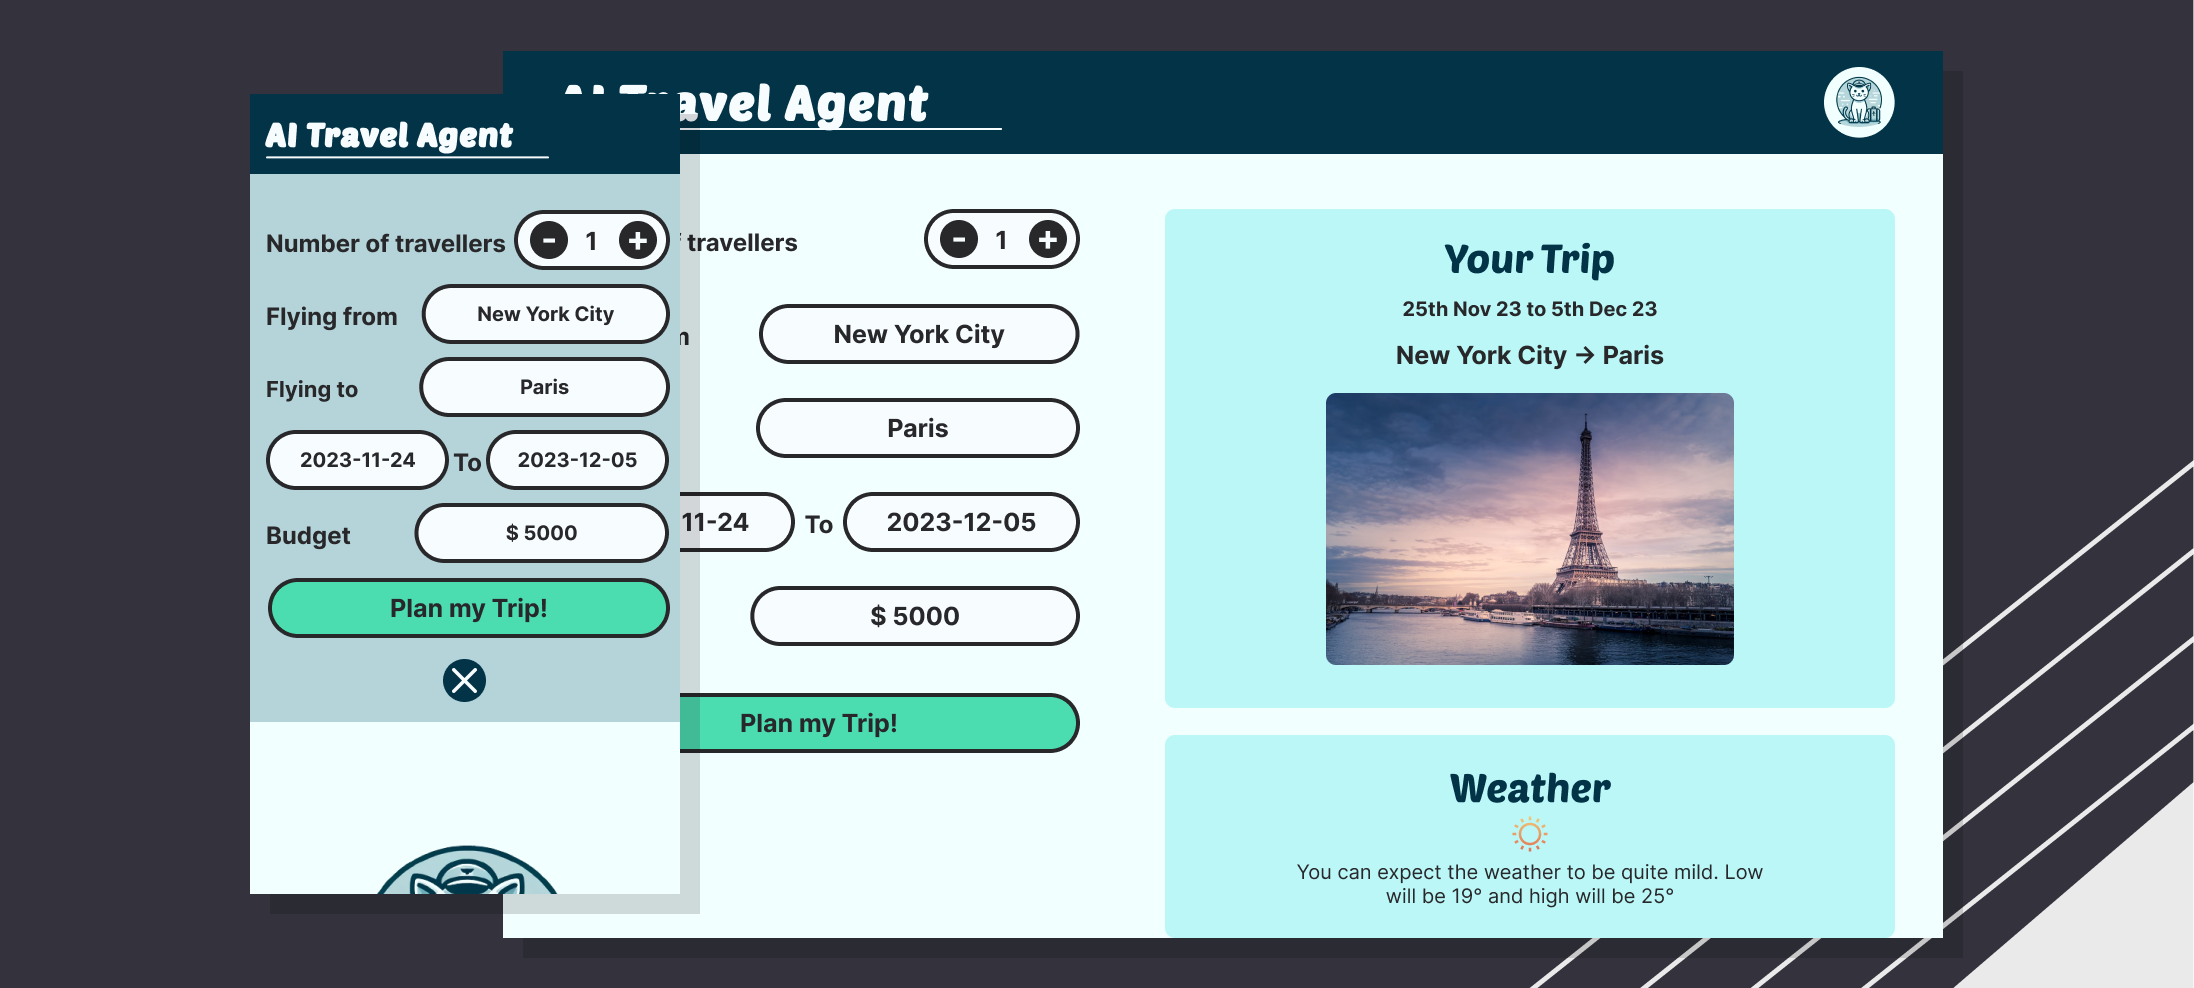 AI Travel Agent
Number of travellers
- 1 +
Flying from
New York City
Flying to
Paris
2023-11-24 To 2023-12-05
Budget
$ 5000
Plan my Trip!
Travel Agent
travellers
- 1 +
New York City
Paris
11-24 To 2023-12-05
$ 5000
Plan my Trip!
Your Trip
25th Nov 23 to 5th Dec 23
New York City → Paris
Weather
You can expect the weather to be quite mild. Low
will be 19° and high will be 25°